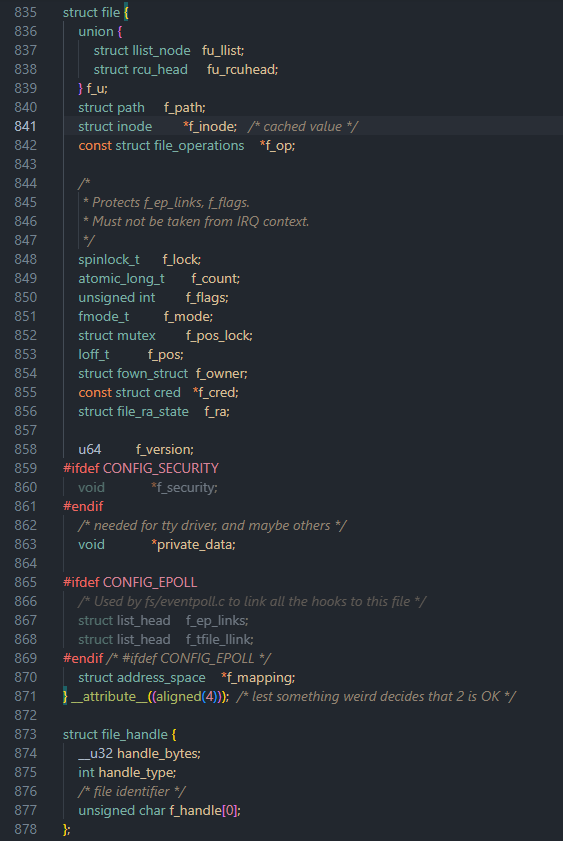 835 struct file {
836 union {
837 struct llist_node fu_llist;
838 struct rcu_head fu_rcuhead;
839 } f_u;
840 struct path f_path;
841 struct inode *f_inode; /* cached value */
842 const struct file_operations *f_op;
843
844 /*
845 * Protects f_ep_links, f_flags.
846 * Must not be taken from IRQ context.
847 */
848 spinlock_t f_lock;
849 atomic_long_t f_count;
850 unsigned int f_flags;
851 fmode_t f_mode;
852 struct mutex f_pos_lock;
853 loff_t f_pos;
854 struct fown_struct f_owner;
855 const struct cred *f_cred;
856 struct file_ra_state f_ra;
857
858 u64 f_version;
859 #ifdef CONFIG_SECURITY
860 void *f_security;
861 #endif
862 /* needed for tty driver, and maybe others */
863 void *private_data;
864
865 #ifdef CONFIG_EPOLL
866 /* Used by fs/eventpoll.c to link all the hooks to this file */
867 struct list_head f_ep_links;
868 struct list_head f_tfile_llink;
869 #endif /* #ifdef CONFIG_EPOLL */
870 struct address_space *f_mapping;
871 } __attribute__((aligned(4))); /* lest something weird decides that 2 is OK */
872
873 struct file_handle {
874 __u32 handle_bytes;
875 int handle_type;
876 /* file identifier */
877 unsigned char f_handle[0];
878 };